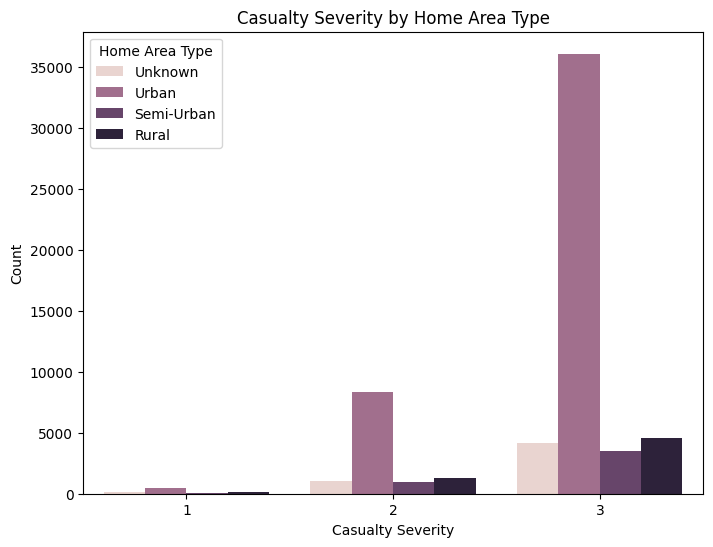 Casualty Severity by Home Area Type
Home Area Type
Unknown
Urban
Semi-Urban
Rural
35000
30000
25000
20000
15000
10000
5000
0
Count
1 2 3
Casualty Severity